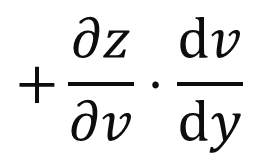 + ∂z/∂v · dv/dy